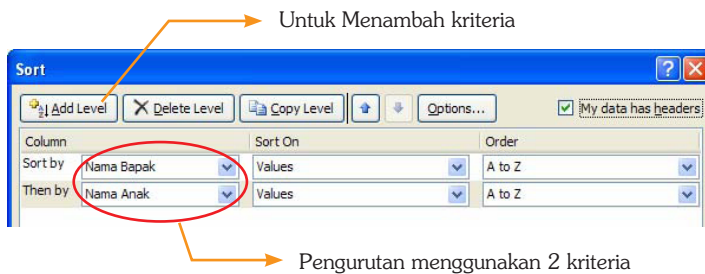 Untuk Menambah kriteria
Sort
Add Level Delete Level Copy Level Options... My data has headers
Column Sort On Order
Sort by Nama Bapak Values A to Z
Then by Nama Anak Values A to Z
Pengurutan menggunakan 2 kriteria